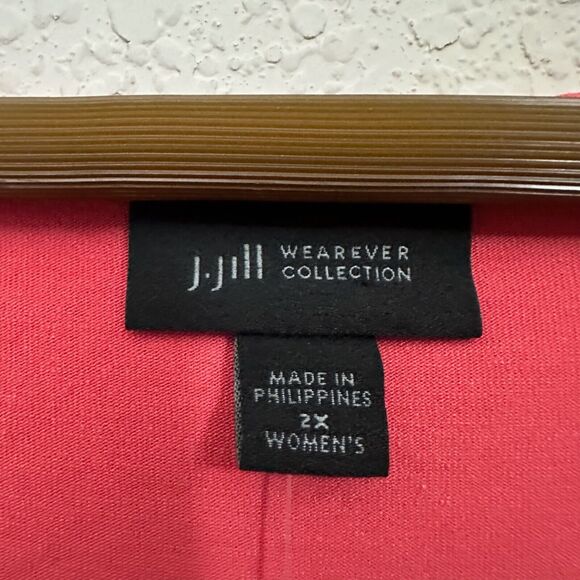 J.Jill WEAREVER
COLLECTION
MADE IN
PHILIPPINES
2X
WOMEN'S